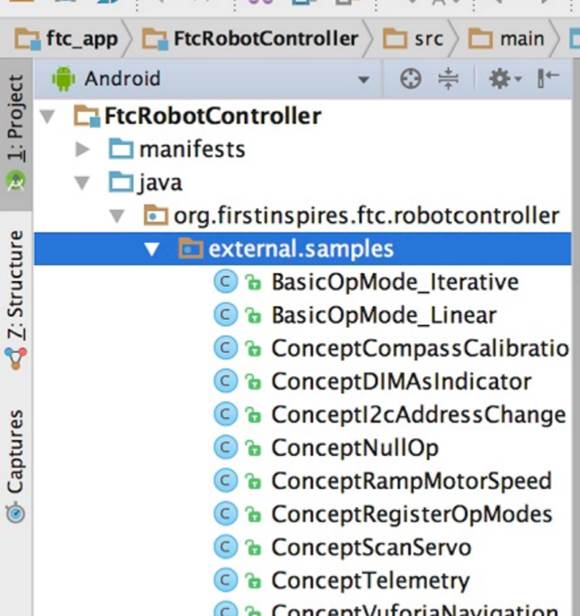 ftc_app FtcRobotController src main
1: Project
Android
FtcRobotController
manifests
java
org.firstinspires.ftc.robotcontroller
external.samples
BasicOpMode_Iterative
BasicOpMode_Linear
ConceptCompassCalibratio
ConceptDIMAsIndicator
ConceptI2cAddressChange
ConceptNullOp
ConceptRampMotorSpeed
ConceptRegisterOpModes
ConceptScanServo
ConceptTelemetry
ConceptVuforiaNavigation
Z: Structure
Captures